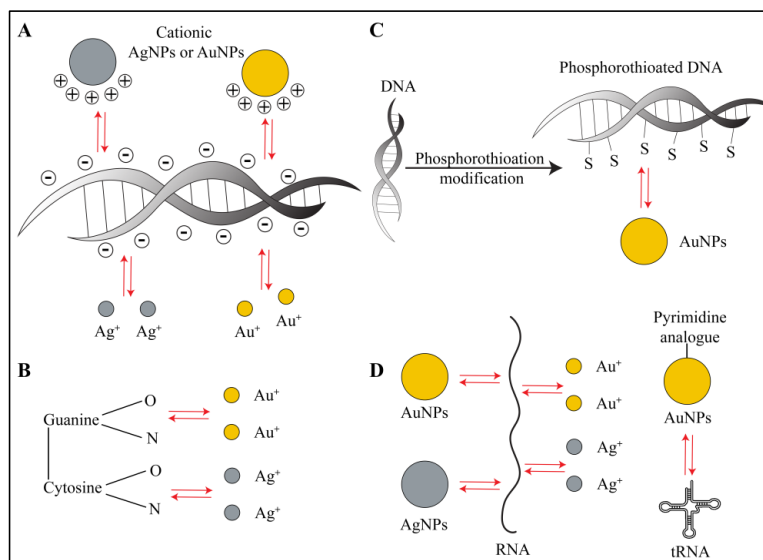 A
Cationic
AgNPs or AuNPs
+ + + + +
+ + + + +
- - - - -
- - - - - -
Ag⁺ Ag⁺
Au⁺ Au⁺
B
Guanine
O
N
Cytosine
O
N
Au⁺
Au⁺
Ag⁺
Ag⁺
C
DNA
Phosphorothioation
modification
Phosphorothioated DNA
S S S S S S
AuNPs
D
AuNPs
AgNPs
RNA
Au⁺
Au⁺
Ag⁺
Ag⁺
Pyrimidine
analogue
AuNPs
tRNA